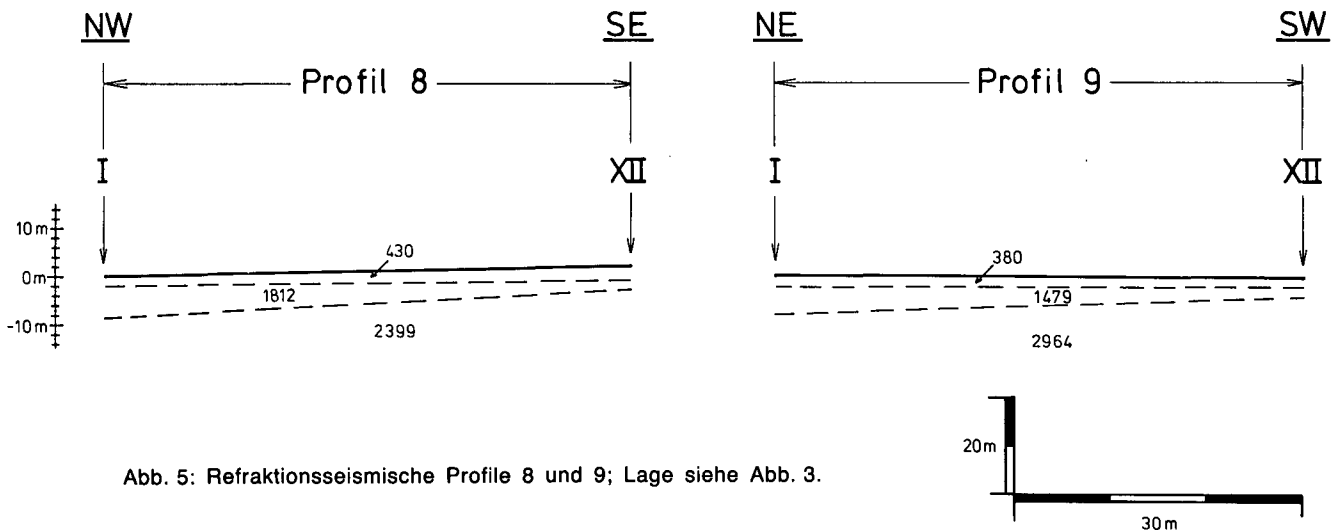 NW SE NE SW
Profil 8 Profil 9
I XII I XII
10m
0m
-10m
430
1812
2399
380
1479
2964
20m
30m
Abb. 5: Refraktionsseismische Profile 8 und 9; Lage siehe Abb. 3.